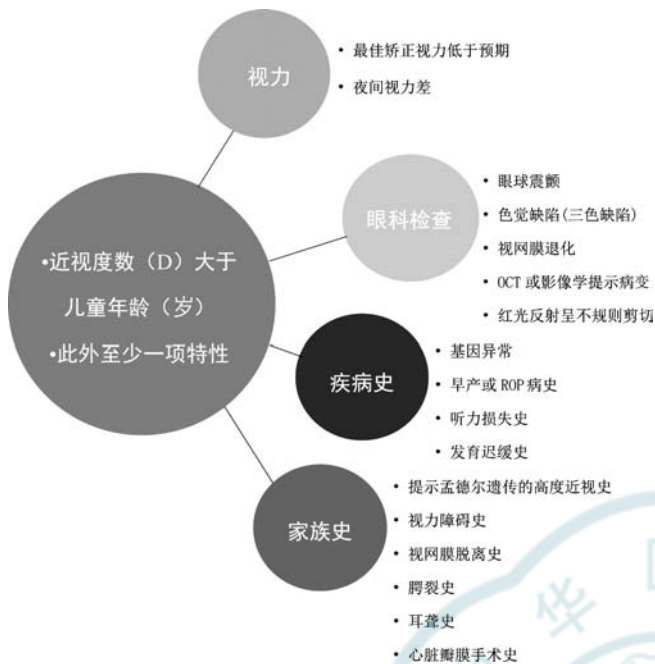 视力
• 最佳矫正视力低于预期
• 夜间视力差
眼科检查
• 眼球震颤
• 色觉缺陷(三色缺陷)
• 视网膜退化
• OCT 或影像学提示病变
• 红光反射呈不规则剪切
•近视度数（D）大于
儿童年龄（岁）
•此外至少一项特性
疾病史
• 基因异常
• 早产或 ROP 病史
• 听力损失史
• 发育迟缓史
家族史
• 提示孟德尔遗传的高度近视史
• 视力障碍史
• 视网膜脱离史
• 腭裂史
• 耳聋史
• 心脏瓣膜手术史
华